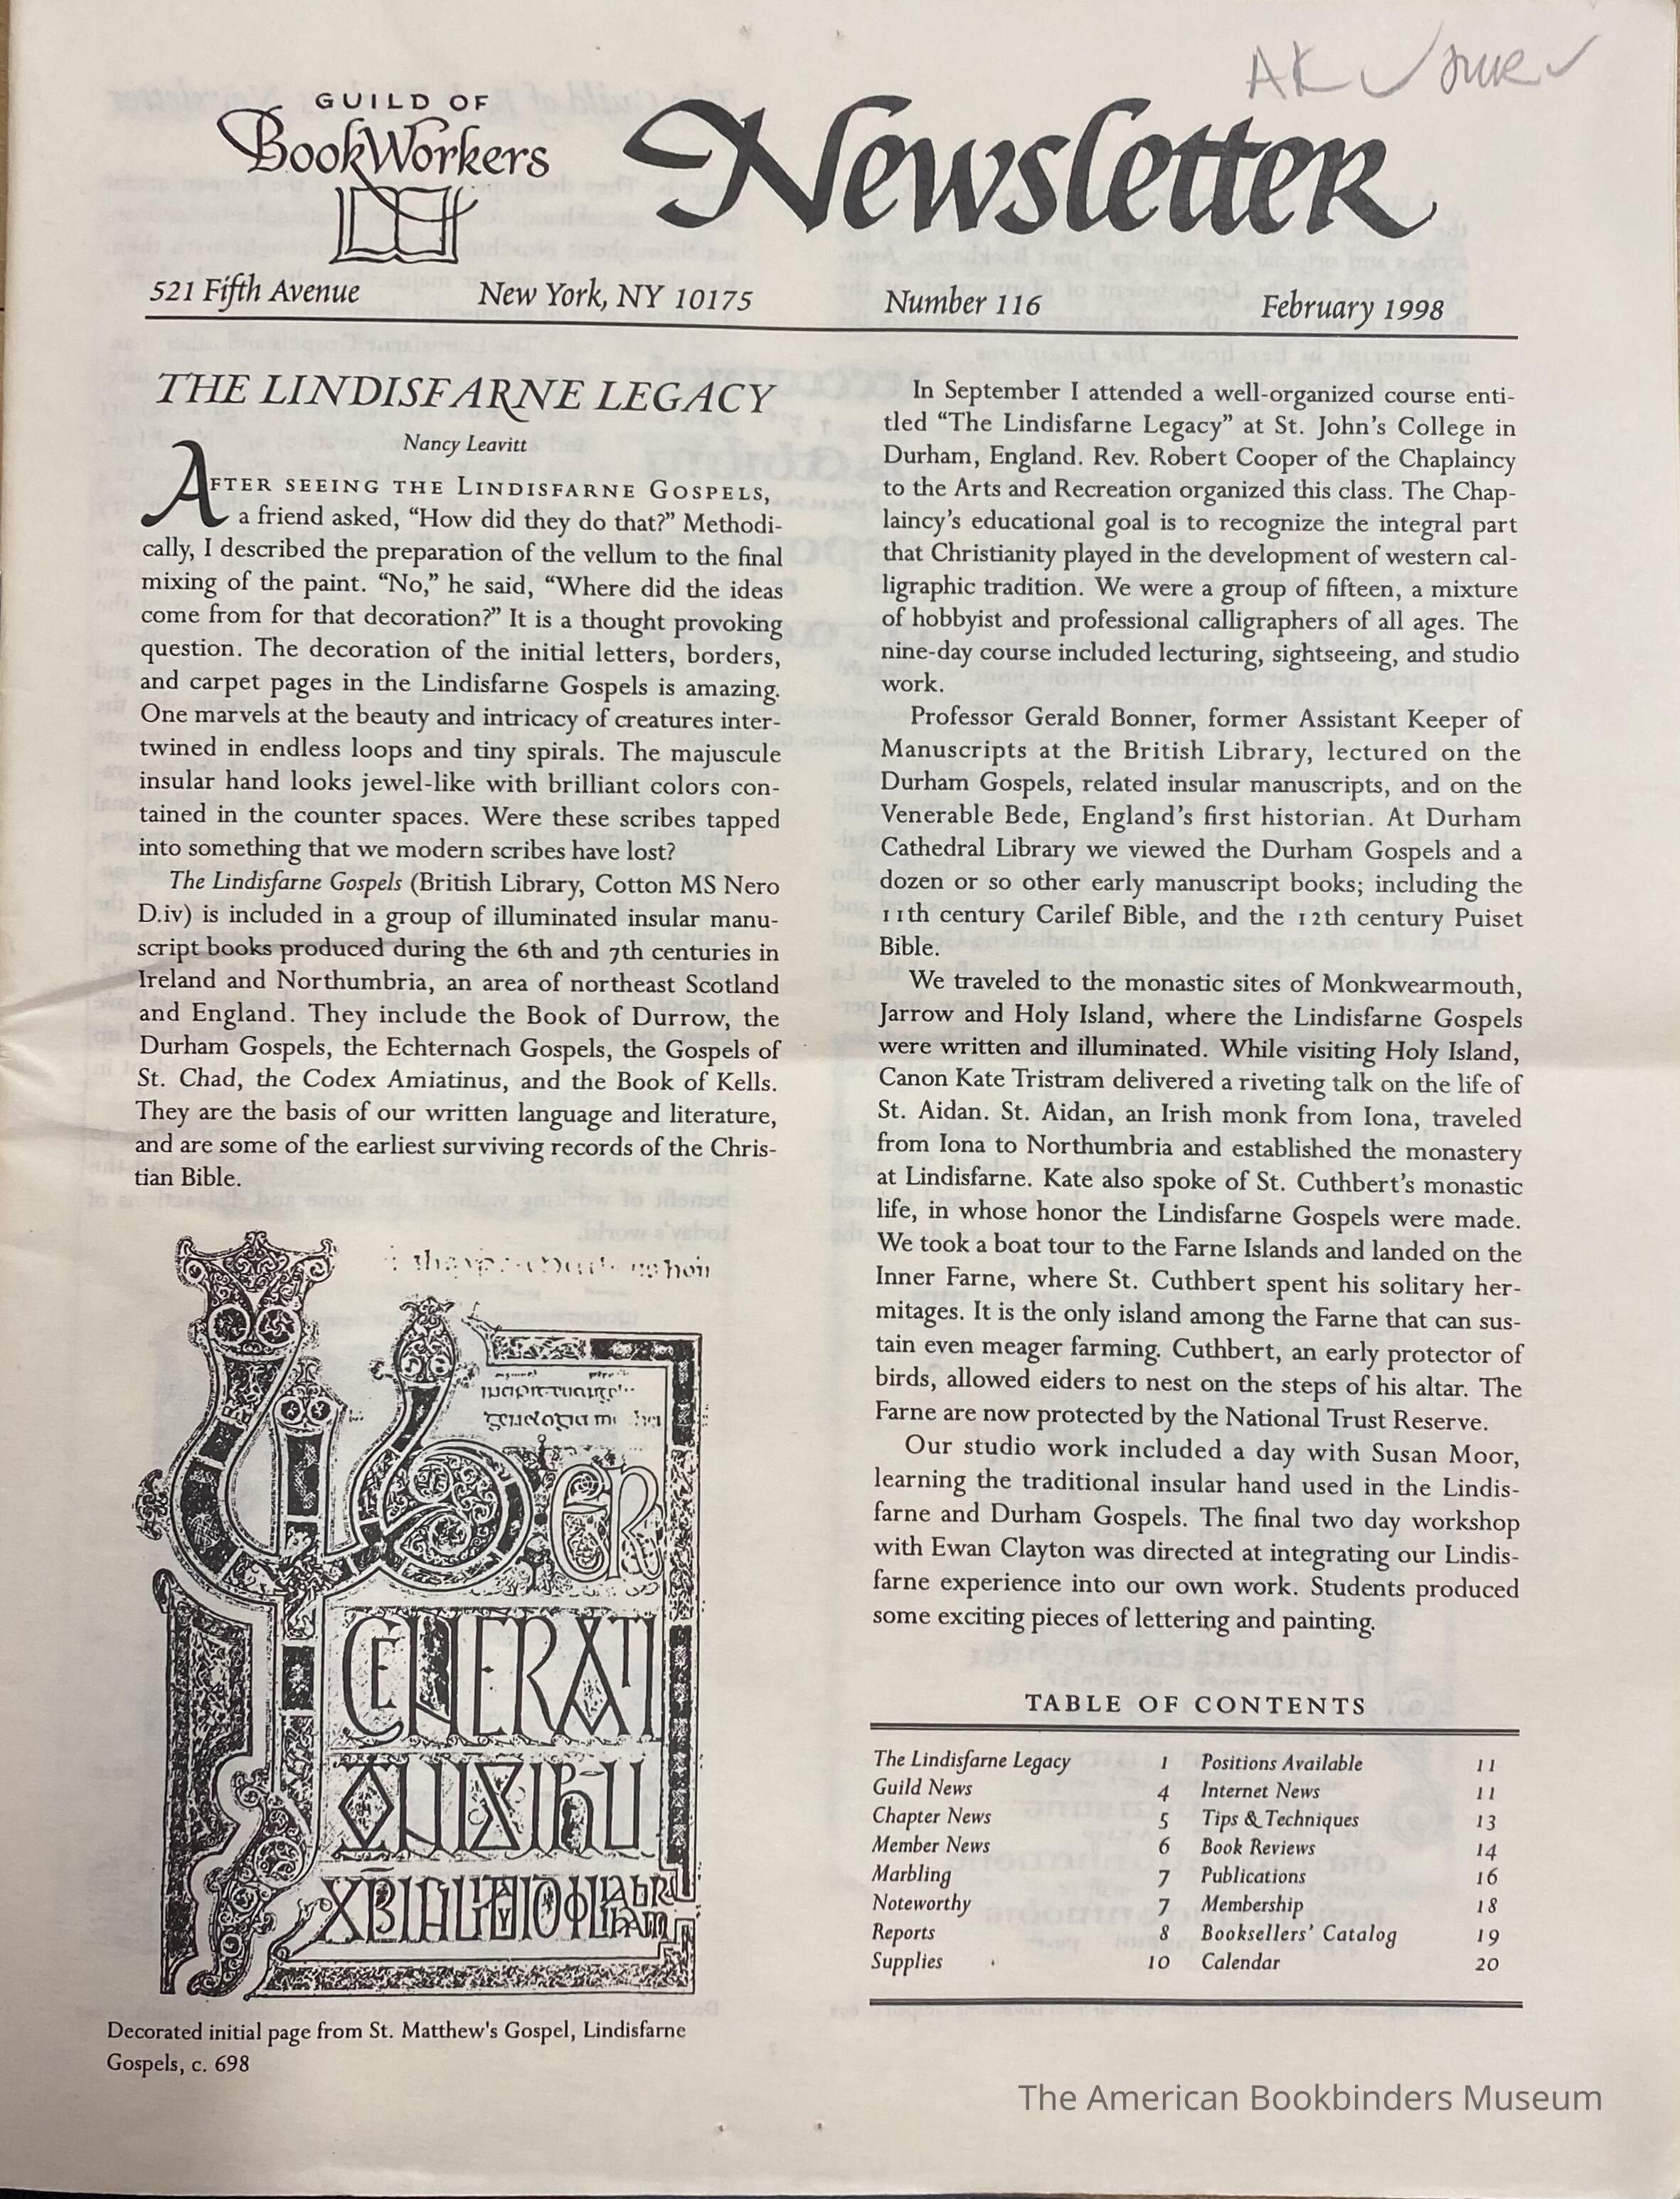 GUILD OF
BookWorkers
Newsletter
521 Fifth Avenue New York, NY 10175 Number 116 February 1998
THE LINDISFARNE LEGACY
Nancy Leavitt
AFTER SEEING THE LINDISFARNE GOSPELS,
a friend asked, “How did they do that?” Methodi-
cally, I described the preparation of the vellum to the final
mixing of the paint. “No,” he said, “Where did the ideas
come from for that decoration?” It is a thought provoking
question. The decoration of the initial letters, borders,
and carpet pages in the Lindisfarne Gospels is amazing.
One marvels at the beauty and intricacy of creatures inter-
twined in endless loops and tiny spirals. The majuscule
insular hand looks jewel-like with brilliant colors con-
tained in the counter spaces. Were these scribes tapped
into something that we modern scribes have lost?
The Lindisfarne Gospels (British Library, Cotton MS Nero
D.iv) is included in a group of illuminated insular manu-
script books produced during the 6th and 7th centuries in
Ireland and Northumbria, an area of northeast Scotland
and England. They include the Book of Durrow, the
Durham Gospels, the Echternach Gospels, the Gospels of
St. Chad, the Codex Amiatinus, and the Book of Kells.
They are the basis of our written language and literature,
and are some of the earliest surviving records of the Chris-
tian Bible.
Decorated initial page from St. Matthew's Gospel, Lindisfarne
Gospels, c. 698
In September I attended a well-organized course enti-
tled “The Lindisfarne Legacy” at St. John’s College in
Durham, England. Rev. Robert Cooper of the Chaplaincy
to the Arts and Recreation organized this class. The Chap-
laincy’s educational goal is to recognize the integral part
that Christianity played in the development of western cal-
ligraphic tradition. We were a group of fifteen, a mixture
of hobbyist and professional calligraphers of all ages. The
nine-day course included lecturing, sightseeing, and studio
work.
Professor Gerald Bonner, former Assistant Keeper of
Manuscripts at the British Library, lectured on the
Durham Gospels, related insular manuscripts, and on the
Venerable Bede, England’s first historian. At Durham
Cathedral Library we viewed the Durham Gospels and a
dozen or so other early manuscript books; including the
11th century Carilef Bible, and the 12th century Puiset
Bible.
We traveled to the monastic sites of Monkwearmouth,
Jarrow and Holy Island, where the Lindisfarne Gospels
were written and illuminated. While visiting Holy Island,
Canon Kate Tristram delivered a riveting talk on the life of
St. Aidan. St. Aidan, an Irish monk from Iona, traveled
from Iona to Northumbria and established the monastery
at Lindisfarne. Kate also spoke of St. Cuthbert’s monastic
life, in whose honor the Lindisfarne Gospels were made.
We took a boat tour to the Farne Islands and landed on the
Inner Farne, where St. Cuthbert spent his solitary her-
mitages. It is the only island among the Farne that can sus-
tain even meager farming. Cuthbert, an early protector of
birds, allowed eiders to nest on the steps of his altar. The
Farne are now protected by the National Trust Reserve.
Our studio work included a day with Susan Moor,
learning the traditional insular hand used in the Lindis-
farne and Durham Gospels. The final two day workshop
with Ewan Clayton was directed at integrating our Lindis-
farne experience into our own work. Students produced
some exciting pieces of lettering and painting.
TABLE OF CONTENTS
The Lindisfarne Legacy 1 Positions Available 11
Guild News 4 Internet News 11
Chapter News 5 Tips & Techniques 13
Member News 6 Book Reviews 14
Marbling 7 Publications 16
Noteworthy 7 Membership 18
Reports 8 Booksellers’ Catalog 19
Supplies 10 Calendar 20
The American Bookbinders Museum